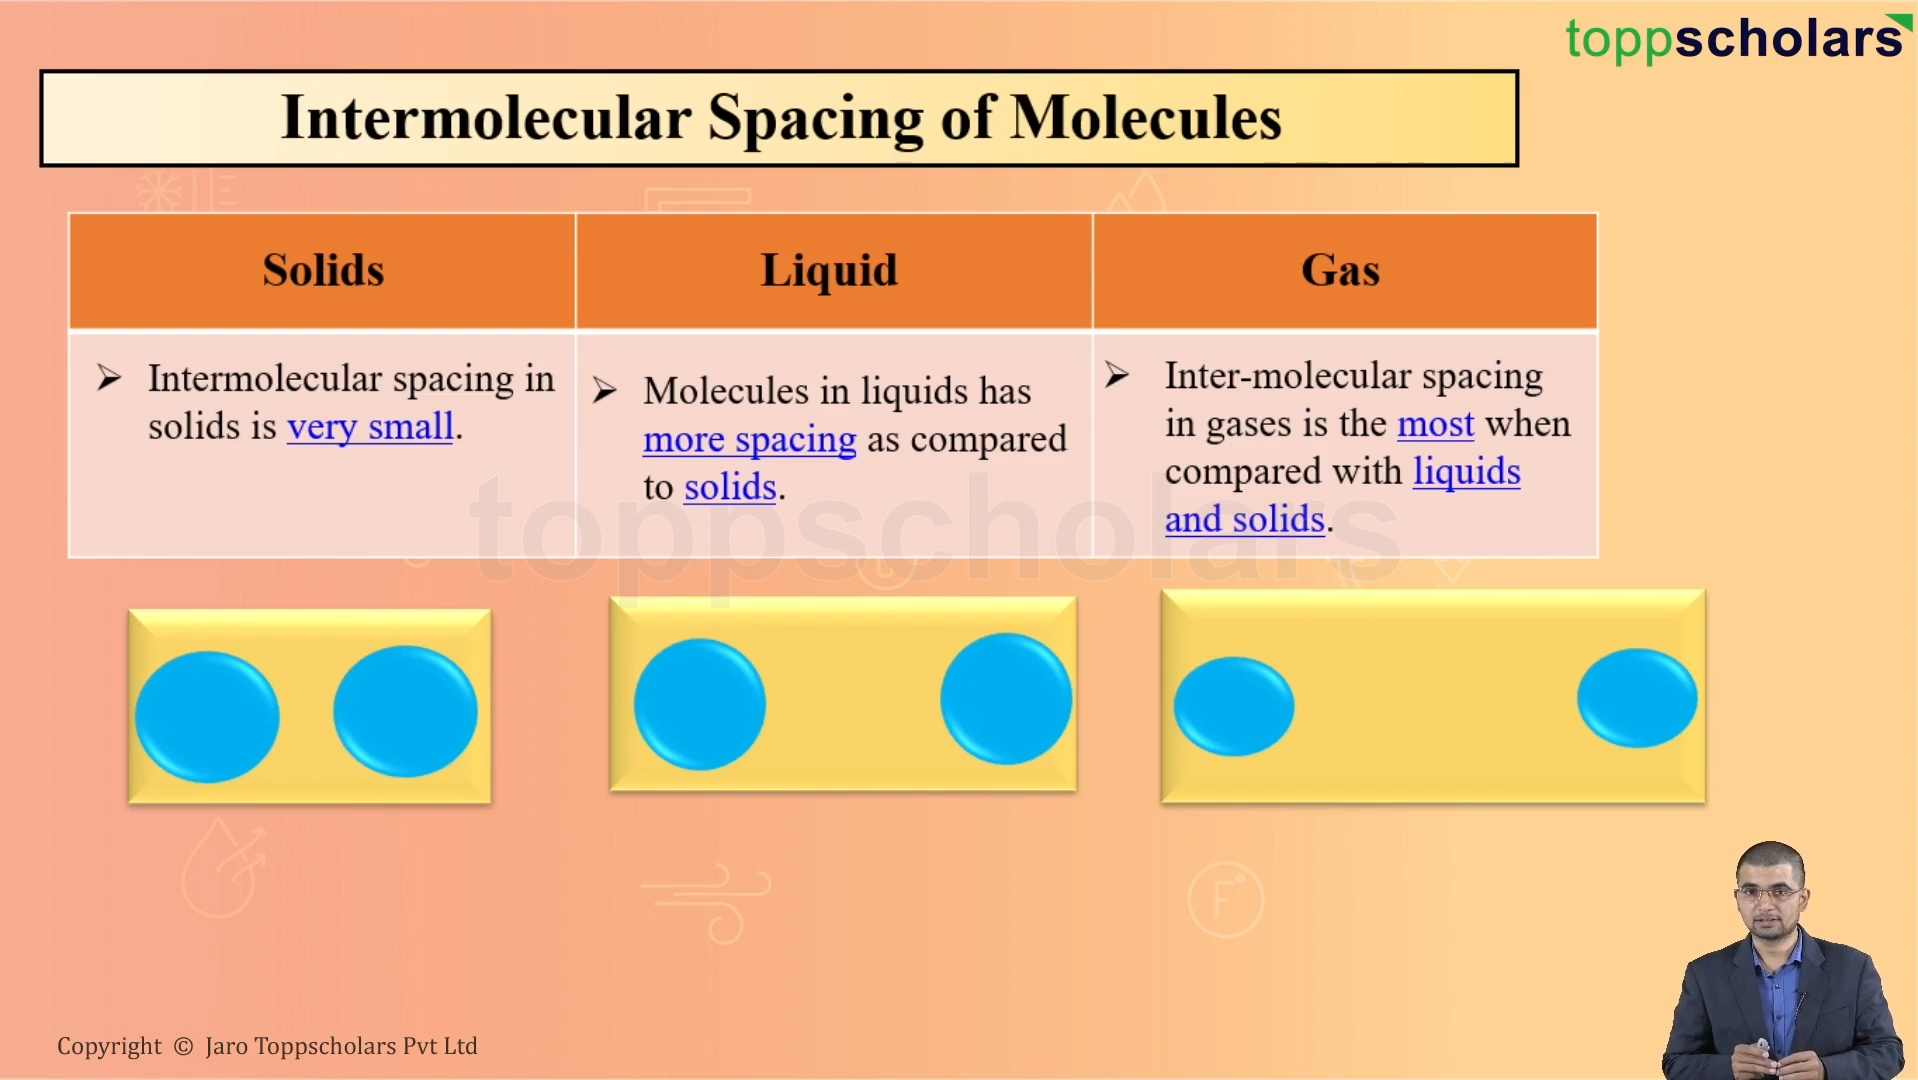 toppscholars
Intermolecular Spacing of Molecules
Solids
Liquid
Gas
➢ Intermolecular spacing in
solids is very small.
➢ Molecules in liquids has
more spacing as compared
to solids.
➢ Inter-molecular spacing
in gases is the most when
compared with liquids
and solids.
toppscholars
F°
Copyright © Jaro Toppscholars Pvt Ltd